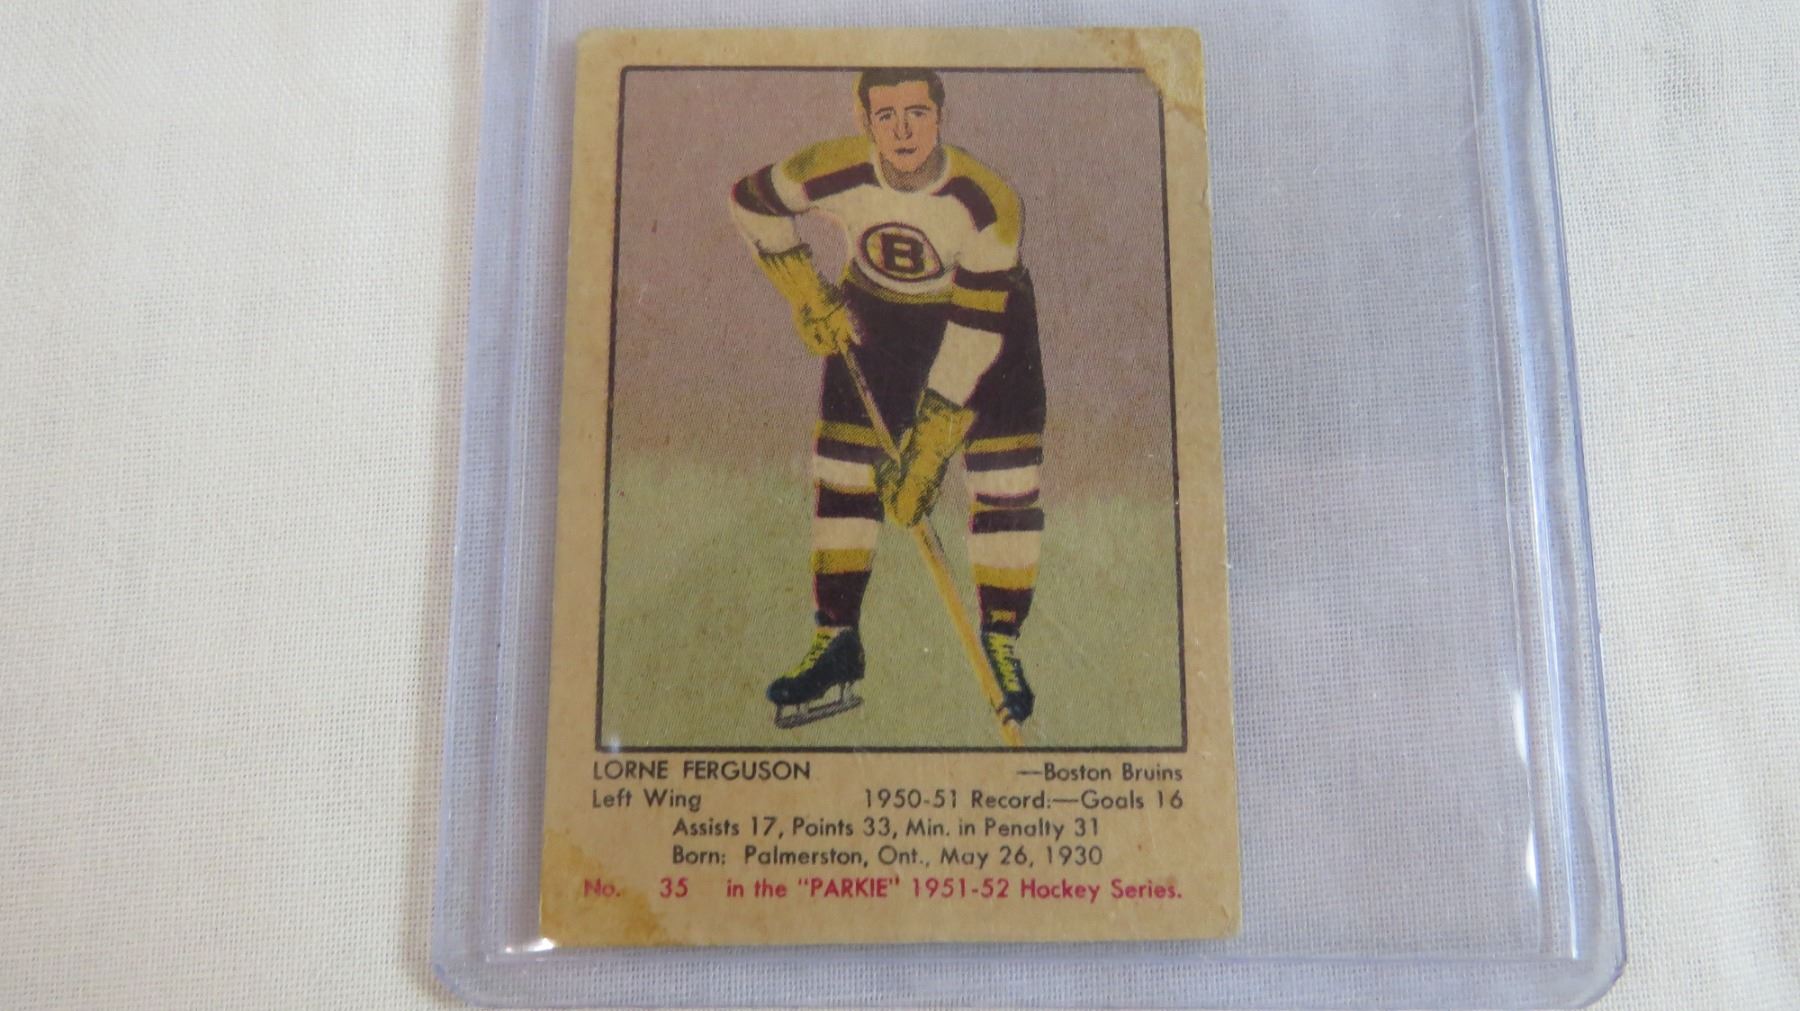 B
LORNE FERGUSON —Boston Bruins
Left Wing 1950-51 Record:—Goals 16
Assists 17, Points 33, Min. in Penalty 31
Born: Palmerston, Ont., May 26, 1930
No. 35 in the "PARKIE" 1951-52 Hockey Series.